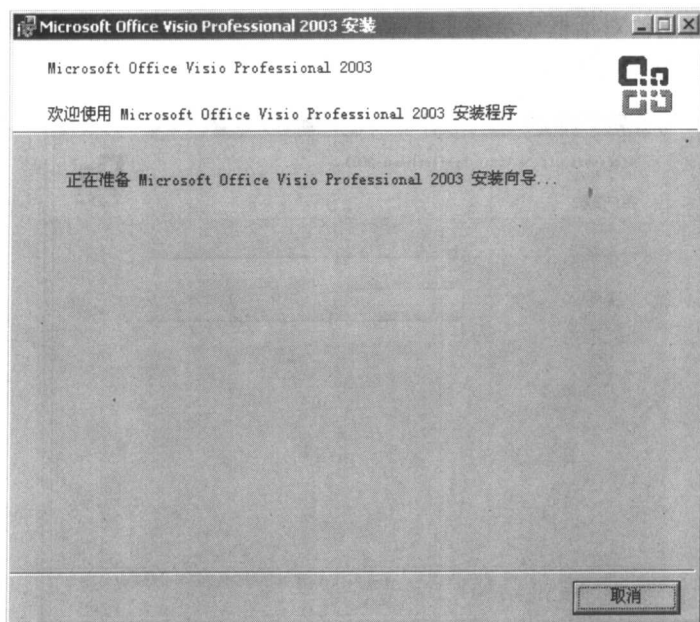 Microsoft Office Visio Professional 2003 安装
Microsoft Office Visio Professional 2003
欢迎使用 Microsoft Office Visio Professional 2003 安装程序
正在准备 Microsoft Office Visio Professional 2003 安装向导...
取消